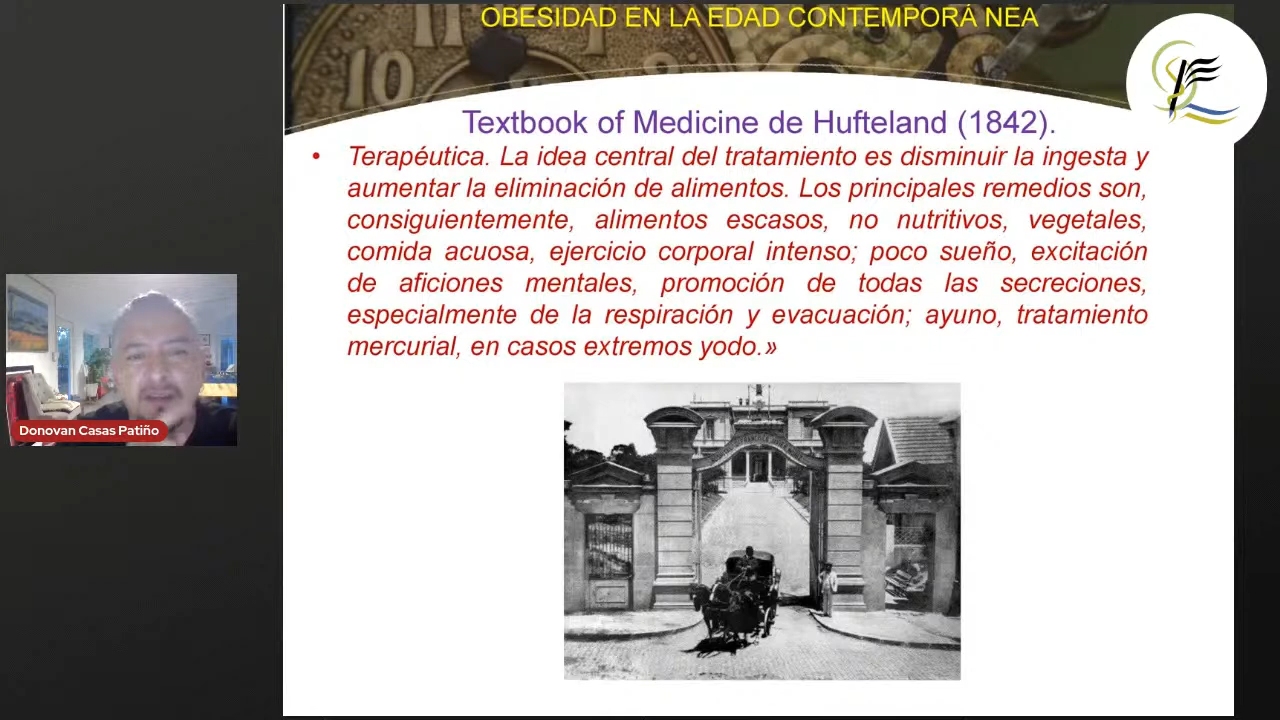 OBESIDAD EN LA EDAD CONTEMPORÁ NEA
Textbook of Medicine de Hufteland (1842).
• Terapéutica. La idea central del tratamiento es disminuir la ingesta y
aumentar la eliminación de alimentos. Los principales remedios son,
consiguientemente, alimentos escasos, no nutritivos, vegetales,
comida acuosa, ejercicio corporal intenso; poco sueño, excitación
de aficiones mentales, promoción de todas las secreciones,
especialmente de la respiración y evacuación; ayuno, tratamiento
mercurial, en casos extremos yodo.»
Donovan Casas Patiño